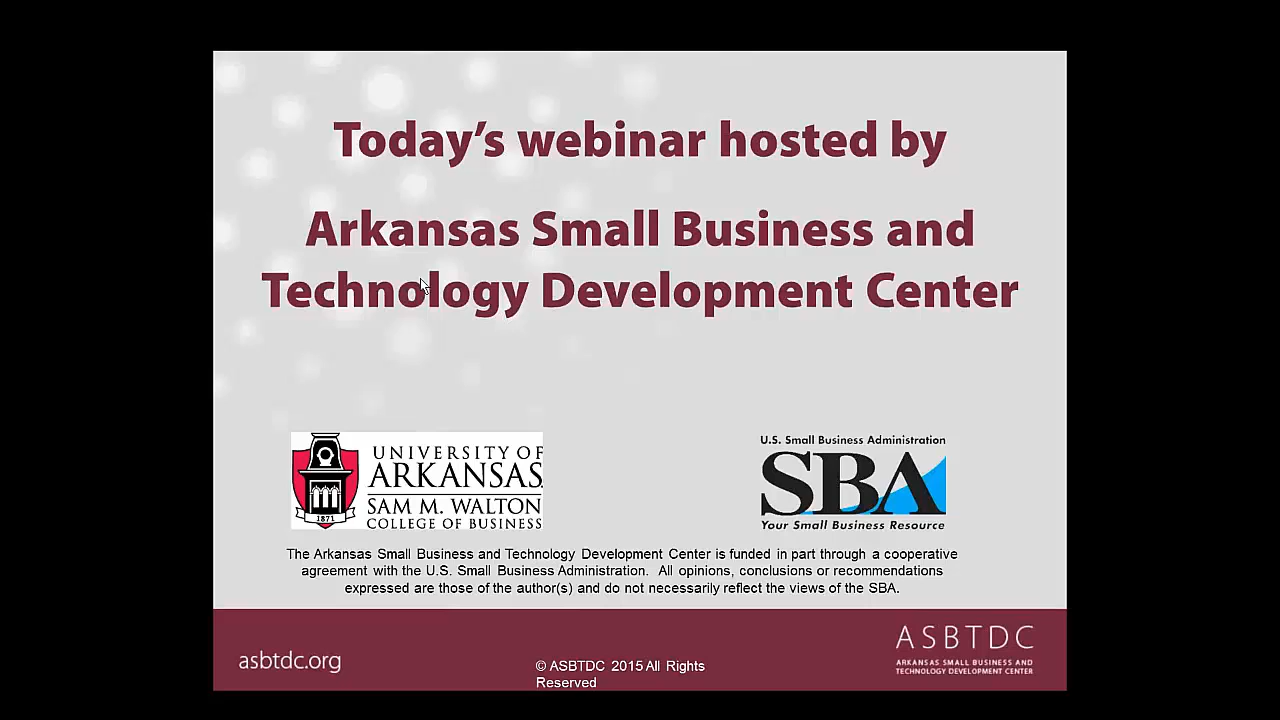 Today's webinar hosted by
Arkansas Small Business and
Technology Development Center
UNIVERSITY OF
ARKANSAS
SAM M. WALTON
COLLEGE OF BUSINESS
1871
U.S. Small Business Administration
SBA
Your Small Business Resource
The Arkansas Small Business and Technology Development Center is funded in part through a cooperative
agreement with the U.S. Small Business Administration. All opinions, conclusions or recommendations
expressed are those of the author(s) and do not necessarily reflect the views of the SBA.
asbtdc.org
© ASBTDC 2015 All Rights
Reserved
ASBTDC
ARKANSAS SMALL BUSINESS AND
TECHNOLOGY DEVELOPMENT CENTER